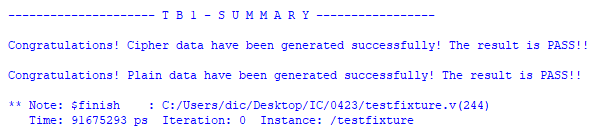 --------------------- T B 1 - S U M M A R Y -----------------
Congratulations! Cipher data have been generated successfully! The result is PASS!!
Congratulations! Plain data have been generated successfully! The result is PASS!!
** Note: $finish    : C:/Users/dic/Desktop/IC/0423/testfixture.v(244)
   Time: 91675293 ps  Iteration: 0  Instance: /testfixture